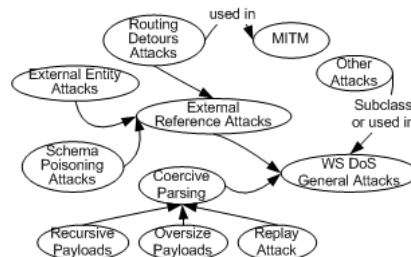 Routing
Detours
Attacks
used in
MITM
Other
Attacks
External Entity
Attacks
External
Reference Attacks
Subclass
or used in
Schema
Poisoning
Attacks
Coercive
Parsing
WS DoS
General Attacks
Recursive
Payloads
Oversize
Payloads
Replay
Attack